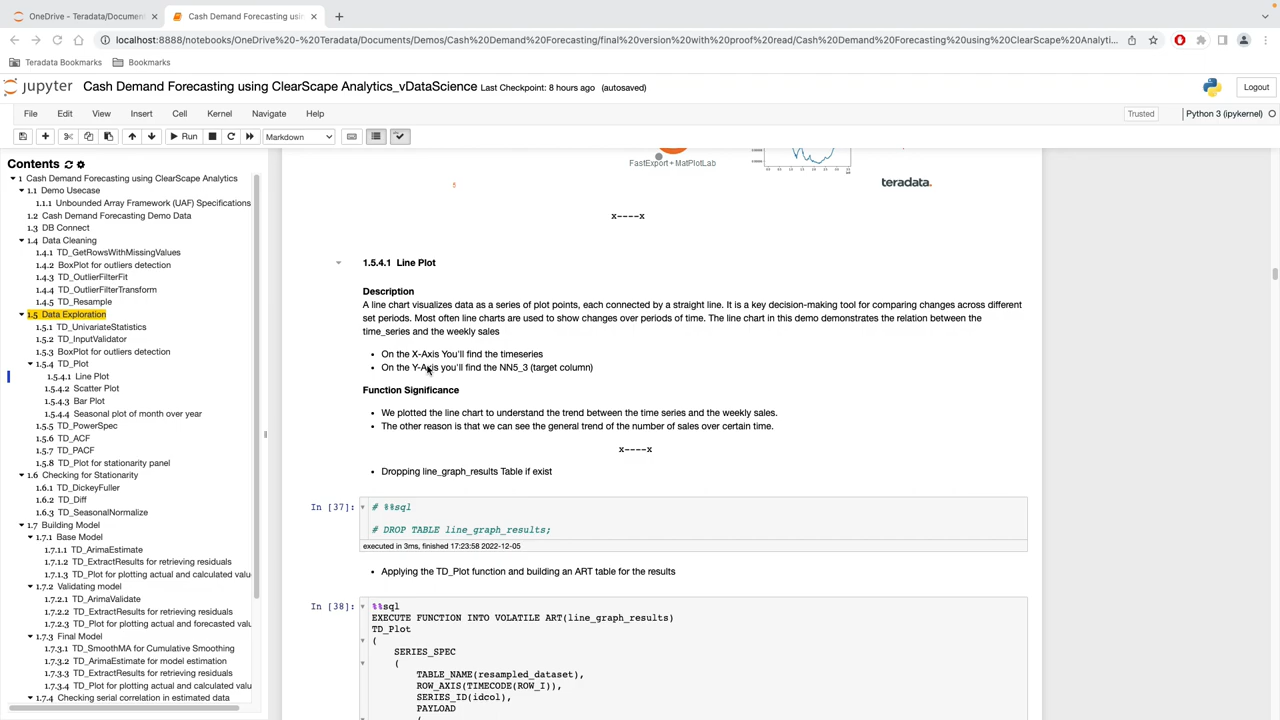 OneDrive - Teradata/Document
Cash Demand Forecasting usin
localhost:8888/notebooks/OneDrive%20-%20Teradata/Documents/Demos/Cash%20Demand%20Forecasting/final%20version%20with%20proof%20read/Cash%20Demand%20Forecasting%20using%20ClearScape%20Analyti...
Teradata Bookmarks
Bookmarks
jupyter
Cash Demand Forecasting using ClearScape Analytics_vDataScience Last Checkpoint: 8 hours ago (autosaved)
Logout
File Edit View Insert Cell Kernel Navigate Help
Trusted
Python 3 (ipykernel)
Run
Markdown
Contents
1 Cash Demand Forecasting using ClearScape Analytics
1.1 Demo Usecase
1.1.1 Unbounded Array Framework (UAF) Specifications
1.2 Cash Demand Forecasting Demo Data
1.3 DB Connect
1.4 Data Cleaning
1.4.1 TD_GetRowsWithMissingValues
1.4.2 BoxPlot for outliers detection
1.4.3 TD_OutlierFilterFit
1.4.4 TD_OutlierFilterTransform
1.4.5 TD_Resample
1.5 Data Exploration
1.5.1 TD_UnivariateStatistics
1.5.2 TD_InputValidator
1.5.3 BoxPlot for outliers detection
1.5.4 TD_Plot
1.5.4.1 Line Plot
1.5.4.2 Scatter Plot
1.5.4.3 Bar Plot
1.5.4.4 Seasonal plot of month over year
1.5.5 TD_PowerSpec
1.5.6 TD_ACF
1.5.7 TD_PACF
1.5.8 TD_Plot for stationarity panel
1.6 Checking for Stationarity
1.6.1 TD_DickeyFuller
1.6.2 TD_Diff
1.6.3 TD_SeasonalNormalize
1.7 Building Model
1.7.1 Base Model
1.7.1.1 TD_ArimaEstimate
1.7.1.2 TD_ExtractResults for retrieving residuals
1.7.1.3 TD_Plot for plotting actual and calculated valu
1.7.2 Validating model
1.7.2.1 TD_ArimaValidate
1.7.2.2 TD_ExtractResults for retrieving residuals
1.7.2.3 TD_Plot for plotting actual and forecasted valu
1.7.3 Final Model
1.7.3.1 TD_SmoothMA for Cumulative Smoothing
1.7.3.2 TD_ArimaEstimate for model estimation
1.7.3.3 TD_ExtractResults for retrieving residuals
1.7.3.4 TD_Plot for plotting actual and calculated valu
1.7.4 Checking serial correlation in estimated data
FastExport + MatPlotLab
5
teradata.
x----x
1.5.4.1 Line Plot
Description
A line chart visualizes data as a series of plot points, each connected by a straight line. It is a key decision-making tool for comparing changes across different
set periods. Most often line charts are used to show changes over periods of time. The line chart in this demo demonstrates the relation between the
time_series and the weekly sales
• On the X-Axis You'll find the timeseries
• On the Y-Axis you'll find the NN5_3 (target column)
Function Significance
• We plotted the line chart to understand the trend between the time series and the weekly sales.
• The other reason is that we can see the general trend of the number of sales over certain time.
x----x
• Dropping line_graph_results Table if exist
In [37]:
# %%sql
# DROP TABLE line_graph_results;
executed in 3ms, finished 17:23:58 2022-12-05
• Applying the TD_Plot function and building an ART table for the results
In [38]:
%%sql
EXECUTE FUNCTION INTO VOLATILE ART(line_graph_results)
TD_Plot
(
SERIES_SPEC
(
TABLE_NAME(resampled_dataset),
ROW_AXIS(TIMECODE(ROW_I)),
SERIES_ID(idcol),
PAYLOAD